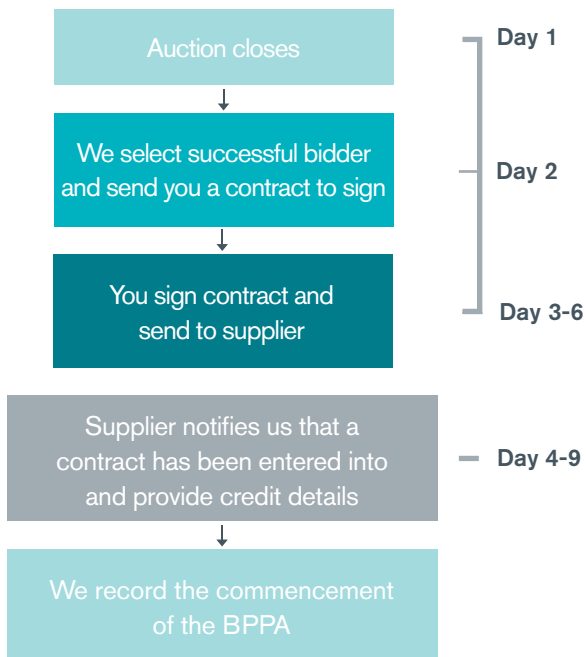 Auction closes
Day 1
We select successful bidder
and send you a contract to sign
Day 2
You sign contract and
send to supplier
Day 3-6
Supplier notifies us that a
contract has been entered into
and provide credit details
Day 4-9
We record the commencement
of the BPPA